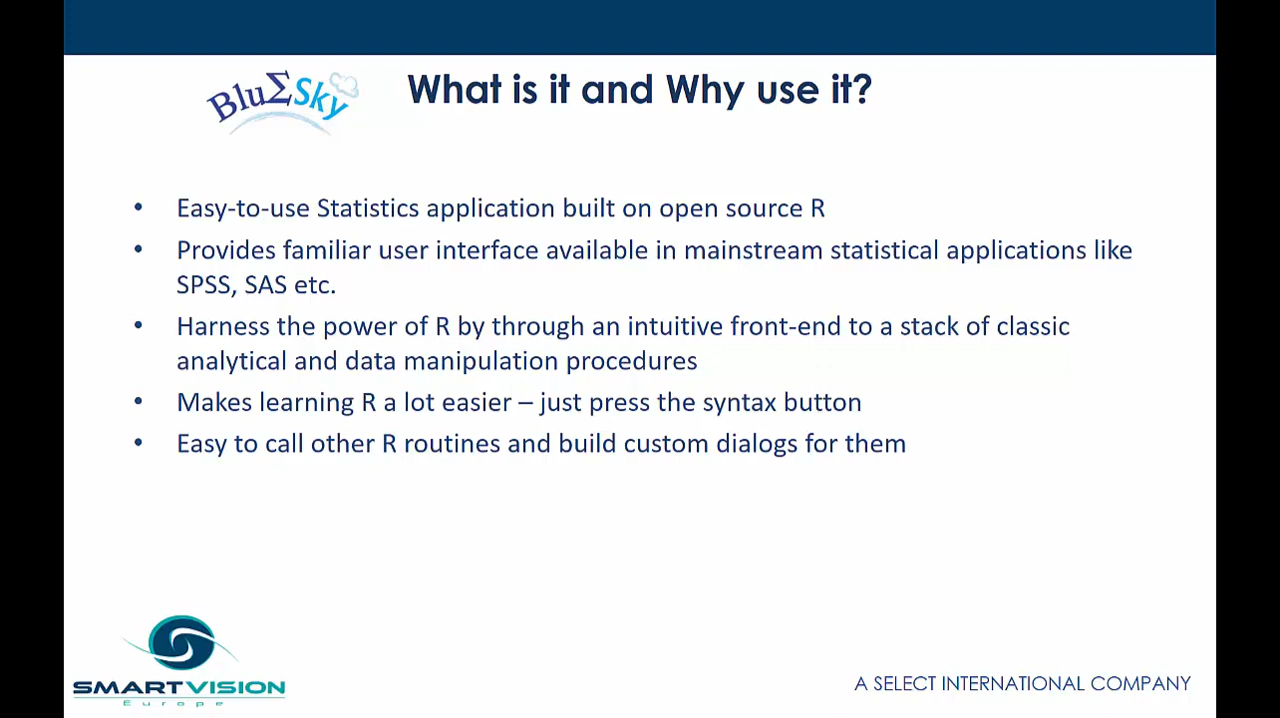 BluΣSky
What is it and Why use it?
• Easy-to-use Statistics application built on open source R
• Provides familiar user interface available in mainstream statistical applications like
SPSS, SAS etc.
• Harness the power of R by through an intuitive front-end to a stack of classic
analytical and data manipulation procedures
• Makes learning R a lot easier – just press the syntax button
• Easy to call other R routines and build custom dialogs for them
SMARTVISION
Europe
A SELECT INTERNATIONAL COMPANY